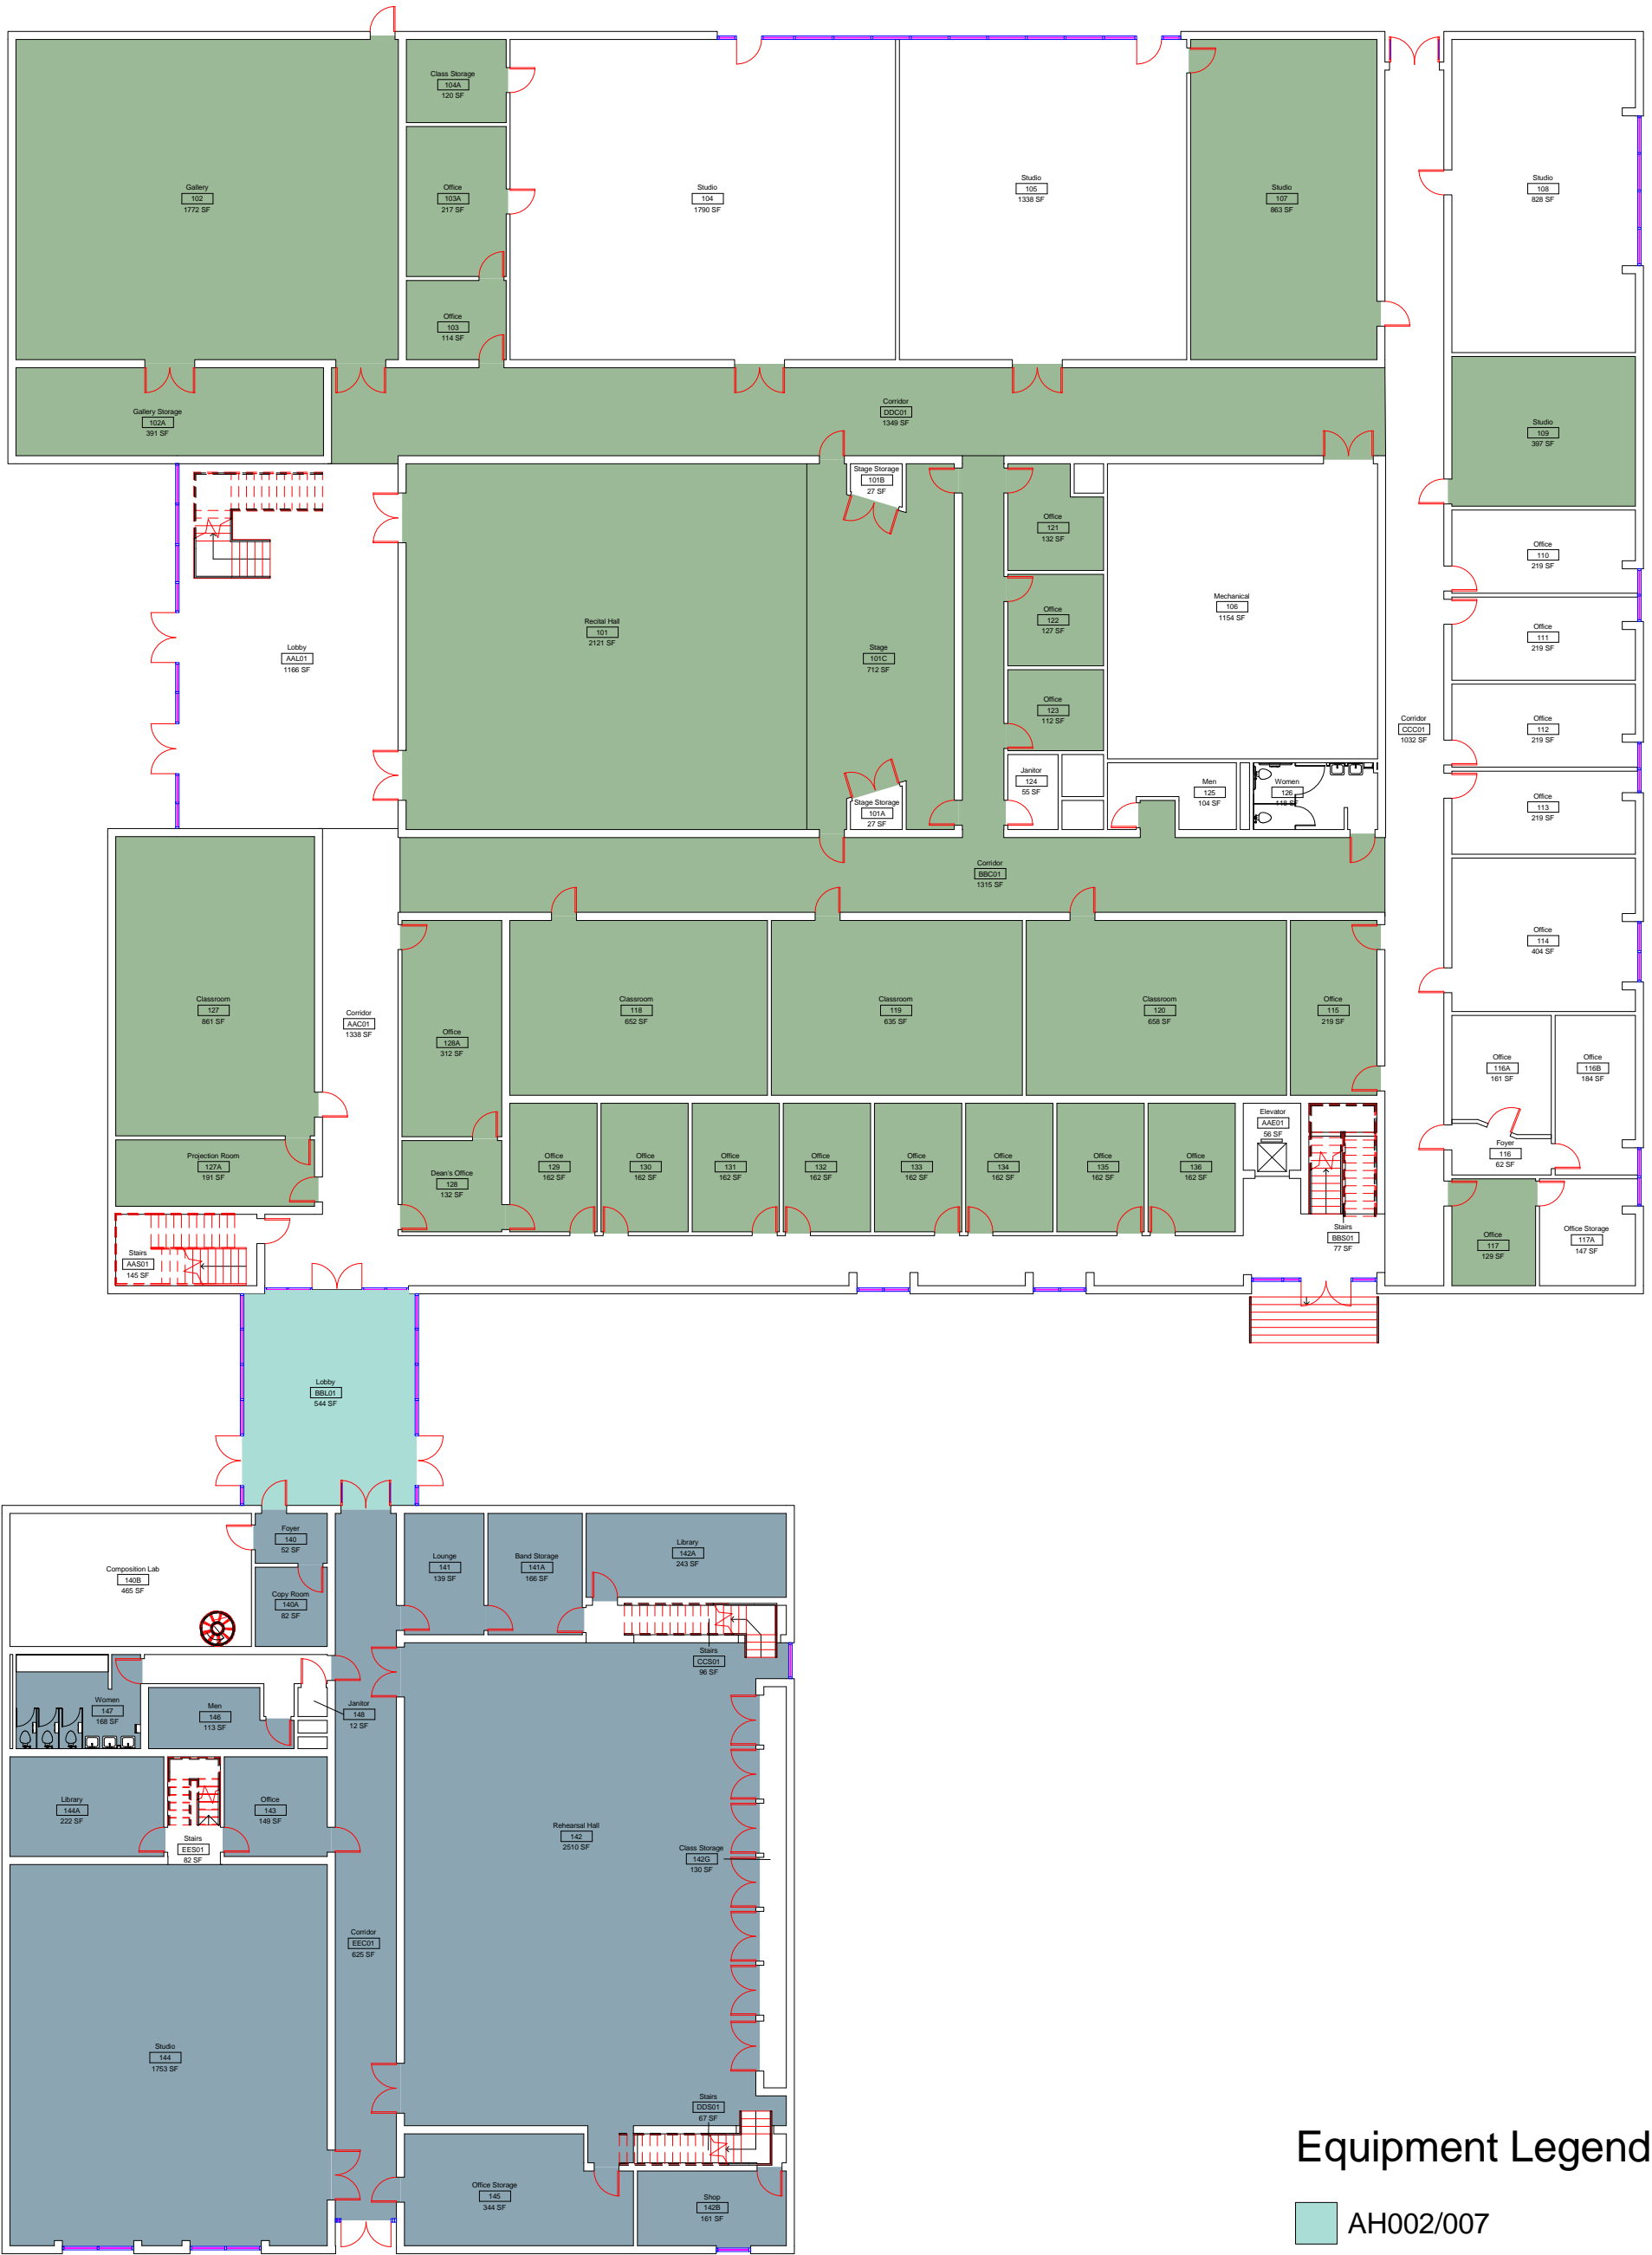 Class Storage
104A
120 SF
Gallery
102
1772 SF
Office
103A
217 SF
Studio
104
1790 SF
Studio
105
1338 SF
Studio
107
863 SF
Studio
108
828 SF
Office
103
114 SF
Gallery Storage
102A
391 SF
Corridor
DDC01
1349 SF
Studio
109
397 SF
Stage Storage
101B
27 SF
Office
121
132 SF
Office
110
219 SF
Mechanical
106
1154 SF
Office
122
127 SF
Recital Hall
101
2121 SF
Lobby
AAL01
1166 SF
Stage
101C
712 SF
Office
111
219 SF
Office
123
112 SF
Corridor
CCC01
1032 SF
Office
112
219 SF
Janitor
124
55 SF
Men
125
104 SF
Women
126
118 SF
Stage Storage
101A
27 SF
Office
113
219 SF
Corridor
BBC01
1315 SF
Office
114
404 SF
Classroom
127
861 SF
Corridor
AAC01
1338 SF
Office
128A
312 SF
Classroom
118
652 SF
Classroom
119
635 SF
Classroom
120
658 SF
Office
115
219 SF
Office
116A
161 SF
Office
116B
184 SF
Elevator
AAE01
56 SF
Foyer
116
62 SF
Projection Room
127A
191 SF
Dean's Office
128
132 SF
Office
129
162 SF
Office
130
162 SF
Office
131
162 SF
Office
132
162 SF
Office
133
162 SF
Office
134
162 SF
Office
135
162 SF
Office
136
162 SF
Stairs
BBS01
77 SF
Office
117
129 SF
Office Storage
117A
147 SF
Stairs
AAS01
145 SF
Lobby
BBL01
544 SF
Foyer
140
52 SF
Composition Lab
140B
465 SF
Copy Room
140A
82 SF
Lounge
141
139 SF
Band Storage
141A
166 SF
Library
142A
243 SF
Stairs
CCS01
96 SF
Women
147
168 SF
Men
146
113 SF
Janitor
148
12 SF
Library
144A
222 SF
Office
143
149 SF
Stairs
EES01
82 SF
Rehearsal Hall
142
2510 SF
Class Storage
142G
130 SF
Corridor
EEC01
625 SF
Studio
144
1753 SF
Stairs
DDS01
67 SF
Office Storage
145
344 SF
Shop
142B
161 SF
Equipment Legend
AH002/007